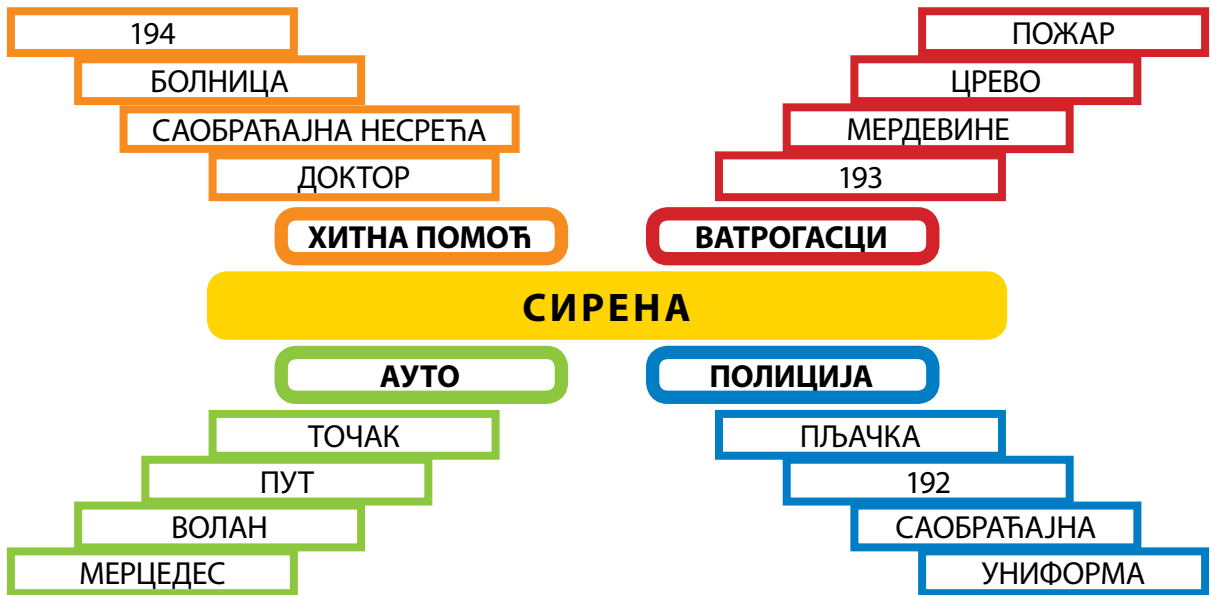 194
БОЛНИЦА
САОБРАЋАЈНА НЕСРЕЋА
ДОКТОР
ХИТНА ПОМОЋ
ПОЖАР
ЦРЕВО
МЕРДЕВИНЕ
193
ВАТРОГАСЦИ
СИРЕНА
АУТО
ТОЧАК
ПУТ
ВОЛАН
МЕРЦЕДЕС
ПОЛИЦИЈА
ПЉАЧКА
192
САОБРАЋАЈНА
УНИФОРМА